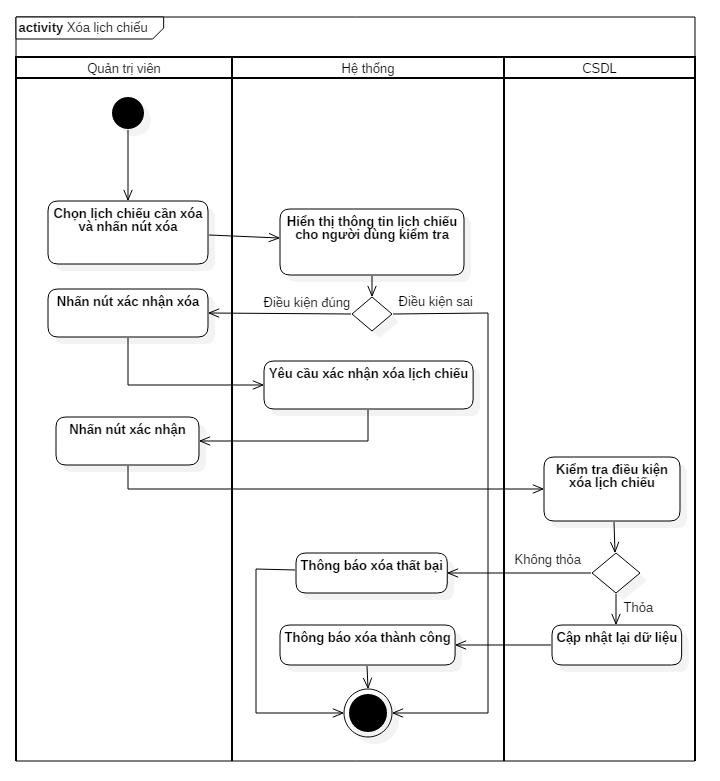 activity Xóa lịch chiếu
Quản trị viên
Hệ thống
CSDL
Chọn lịch chiếu cần xóa
và nhấn nút xóa
Hiển thị thông tin lịch chiếu
cho người dùng kiểm tra
Nhấn nút xác nhận xóa
Điều kiện đúng
Điều kiện sai
Yêu cầu xác nhận xóa lịch chiếu
Nhấn nút xác nhận
Kiểm tra điều kiện
xóa lịch chiếu
Không thỏa
Thông báo xóa thất bại
Thỏa
Thông báo xóa thành công
Cập nhật lại dữ liệu